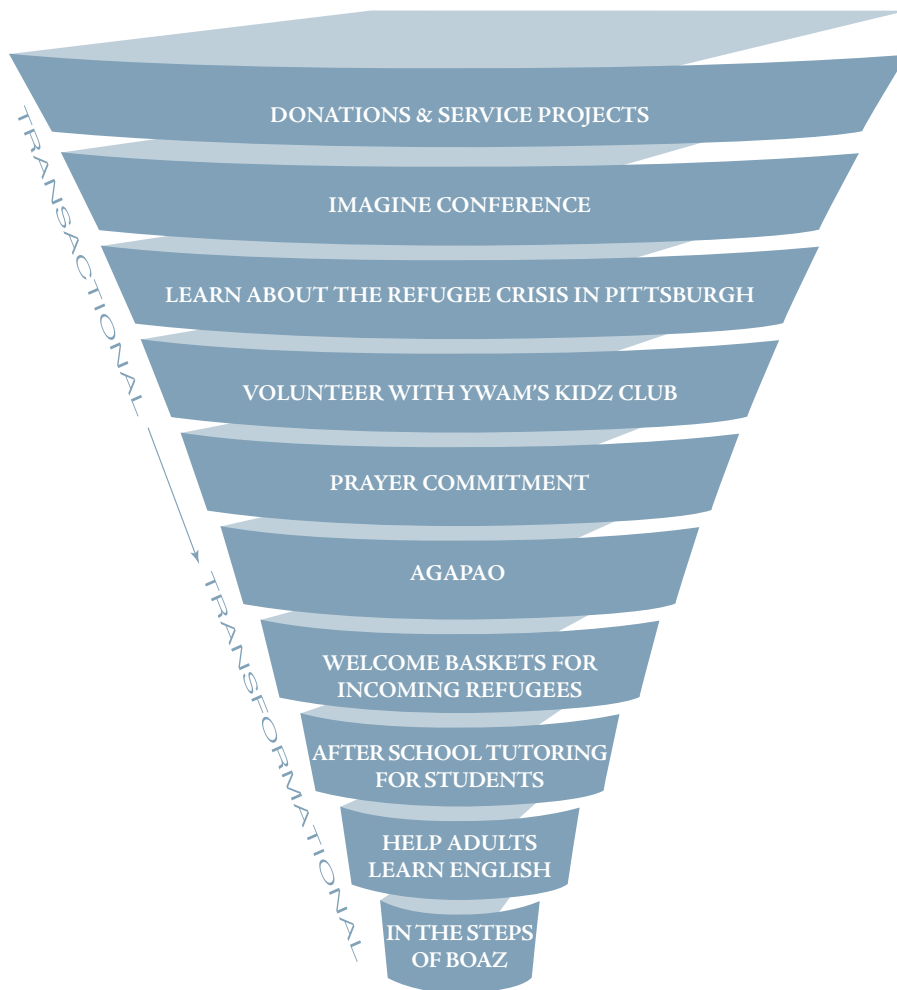 DONATIONS & SERVICE PROJECTS
IMAGINE CONFERENCE
LEARN ABOUT THE REFUGEE CRISIS IN PITTSBURGH
VOLUNTEER WITH YWAM'S KIDZ CLUB
PRAYER COMMITMENT
AGAPAO
WELCOME BASKETS FOR
INCOMING REFUGEES
AFTER SCHOOL TUTORING
FOR STUDENTS
HELP ADULTS
LEARN ENGLISH
IN THE STEPS
OF BOAZ
TRANSACTIONAL
TRANSFORMATIONAL